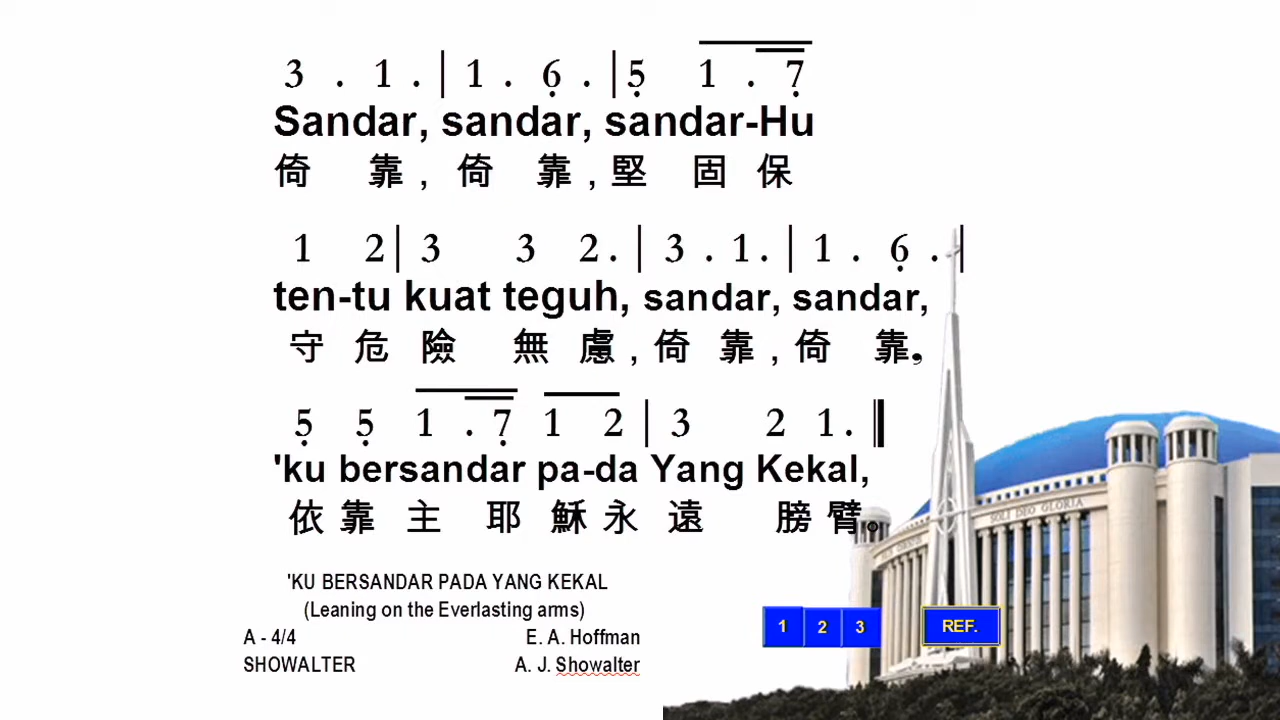 3 . 1 . | 1 . 6̣ . | 5̣ 1 . 7̣
Sandar, sandar, sandar-Hu
倚 靠, 倚 靠, 堅 固 保
1 2 | 3 3 2 . | 3 . 1 . | 1 . 6̣ . |
ten-tu kuat teguh, sandar, sandar,
守 危 險 無 慮, 倚 靠, 倚 靠,
5̣ 5̣ 1 . 7̣ 1 2 | 3 2 1 . ||
'ku bersandar pa-da Yang Kekal,
依 靠 主 耶 穌 永 遠 膀 臂。
SOLI DEO GLORIA
'KU BERSANDAR PADA YANG KEKAL
(Leaning on the Everlasting arms)
A - 4/4 E. A. Hoffman
SHOWALTER A. J. Showalter
1 2 3 REF.